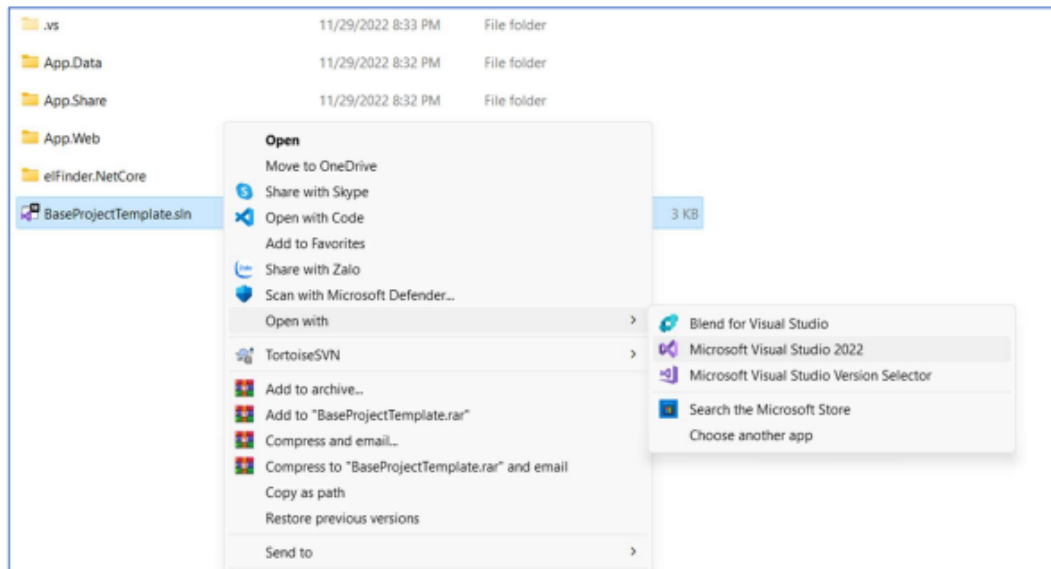 .vs 11/29/2022 8:33 PM File folder
App.Data 11/29/2022 8:32 PM File folder
App.Share 11/29/2022 8:32 PM File folder
App.Web
elFinder.NetCore
BaseProjectTemplate.sln 3 KB
Open
Move to OneDrive
Share with Skype
Open with Code
Add to Favorites
Share with Zalo
Scan with Microsoft Defender...
Open with
TortoiseSVN
Add to archive...
Add to "BaseProjectTemplate.rar"
Compress and email...
Compress to "BaseProjectTemplate.rar" and email
Copy as path
Restore previous versions
Send to
Blend for Visual Studio
Microsoft Visual Studio 2022
Microsoft Visual Studio Version Selector
Search the Microsoft Store
Choose another app